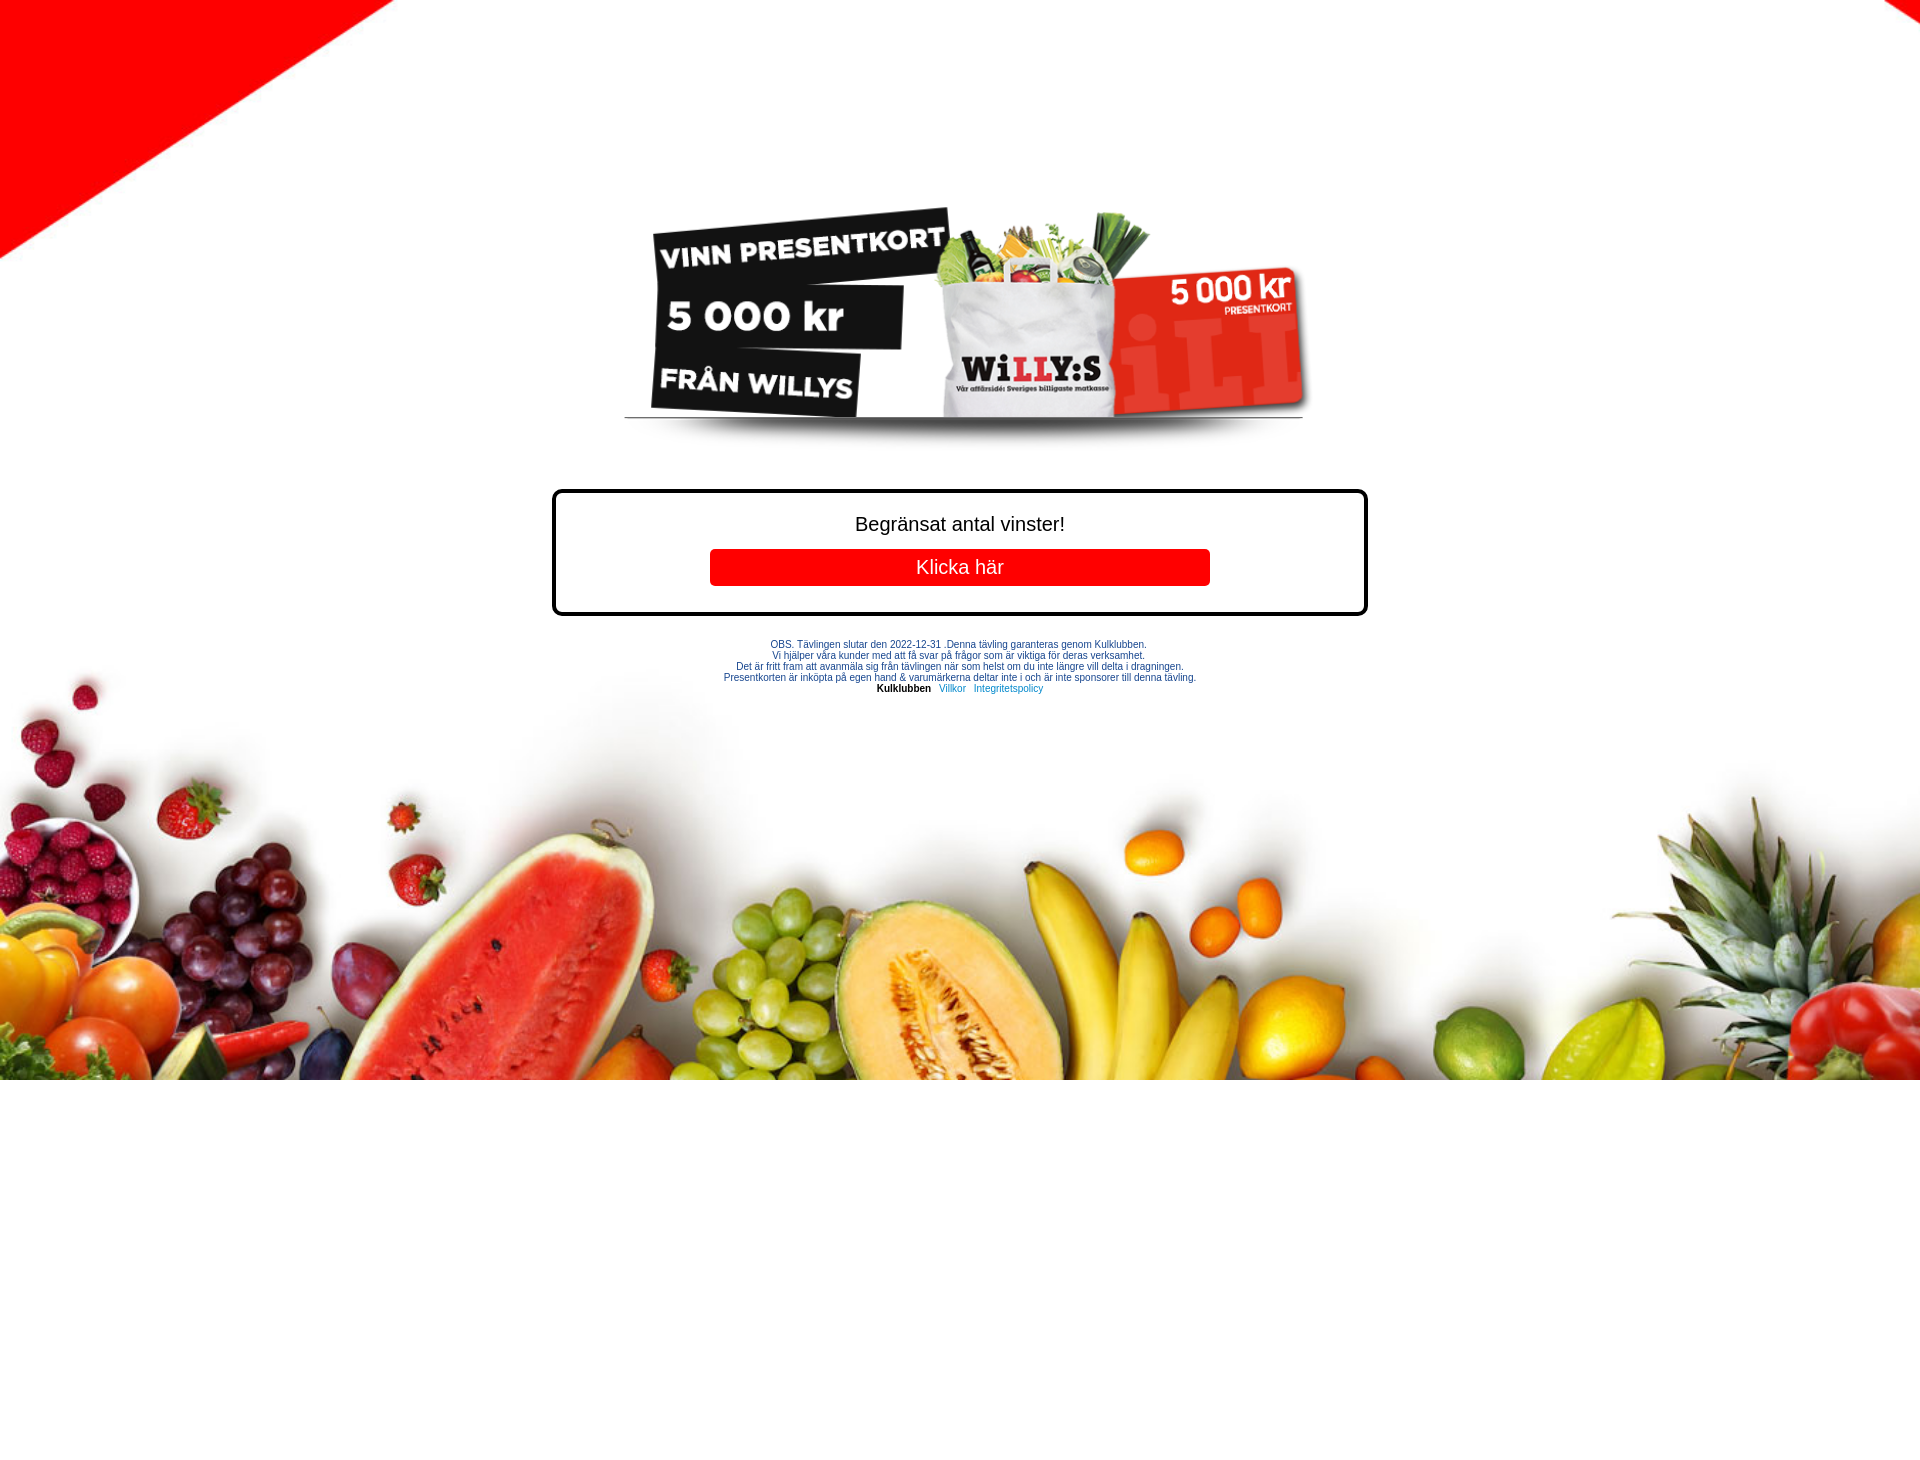 VINN PRESENTKORT
5 000 kr
FRÅN WILLYS
WiLLY:S
Vår affärsidé: Sveriges billigaste matkasse
5 000 kr
PRESENTKORT
iLL
Begränsat antal vinster!
Klicka här
OBS. Tävlingen slutar den 2022-12-31 .Denna tävling garanteras genom Kulklubben.
Vi hjälper våra kunder med att få svar på frågor som är viktiga för deras verksamhet.
Det är fritt fram att avanmäla sig från tävlingen när som helst om du inte längre vill delta i dragningen.
Presentkorten är inköpta på egen hand & varumärkerna deltar inte i och är inte sponsorer till denna tävling.
Kulklubben Villkor Integritetspolicy